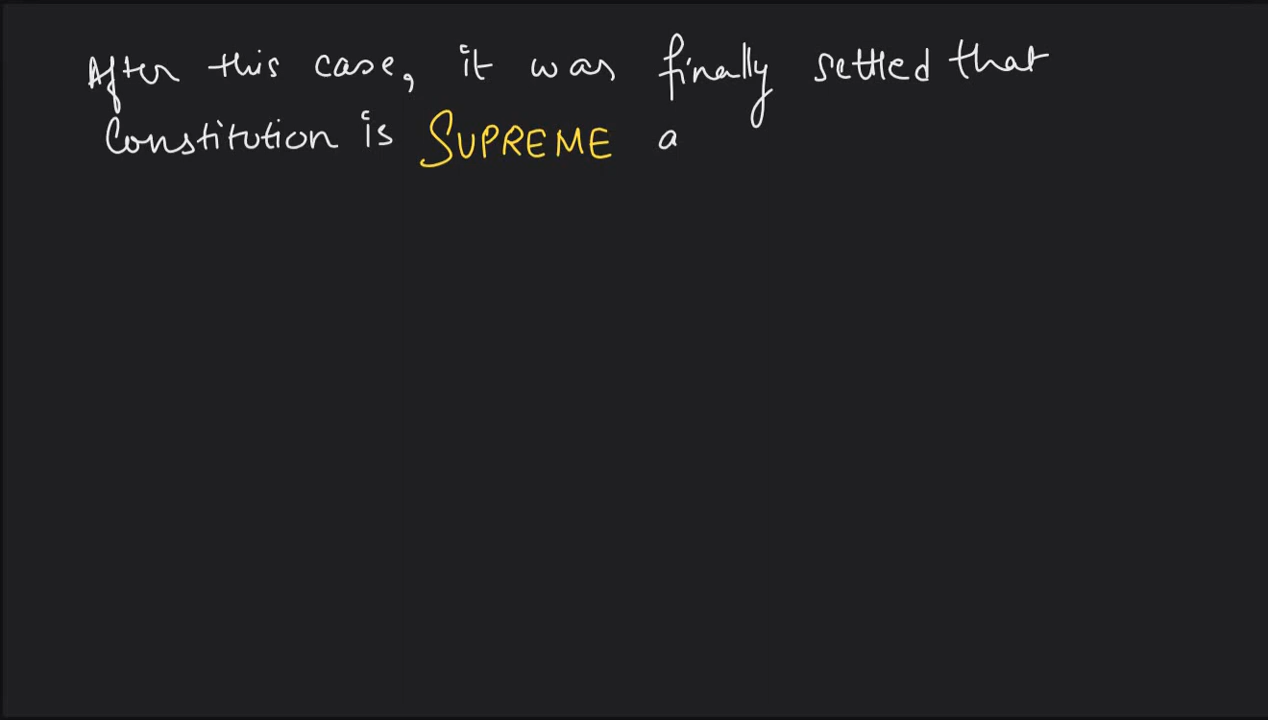 After this case, it was finally settled that
Constitution is SUPREME a